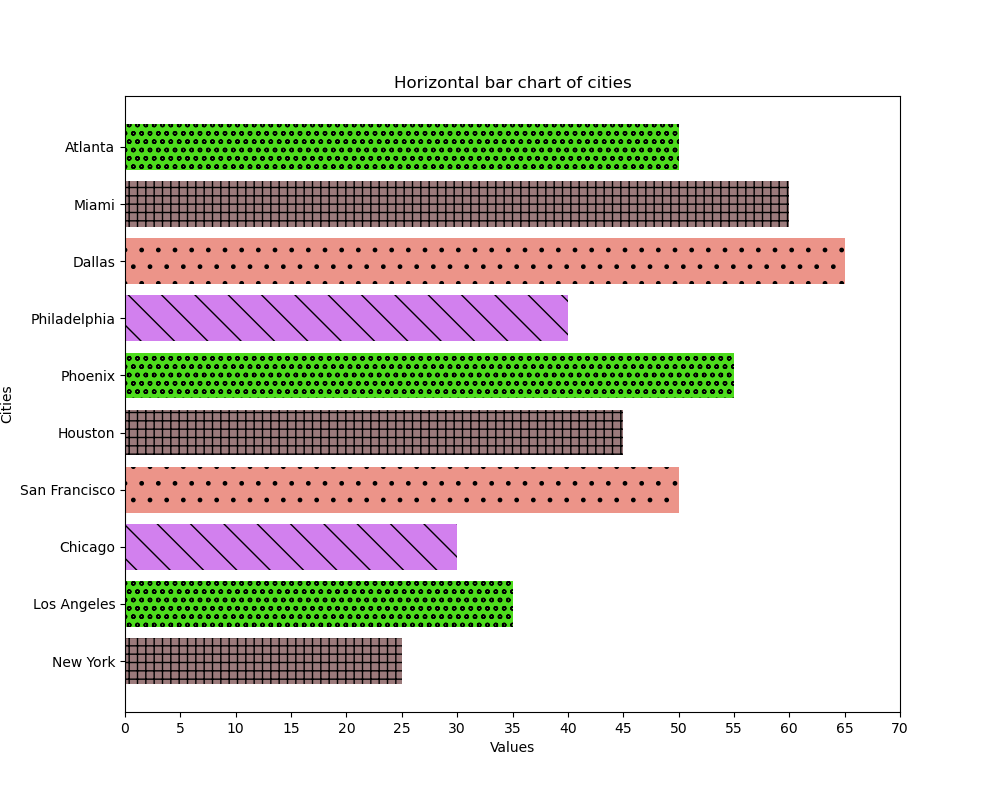 Horizontal bar chart of cities
Atlanta
Miami
Dallas
Philadelphia
Phoenix
Cities
Houston
San Francisco
Chicago
Los Angeles
New York
0 5 10 15 20 25 30 35 40 45 50 55 60 65 70
Values